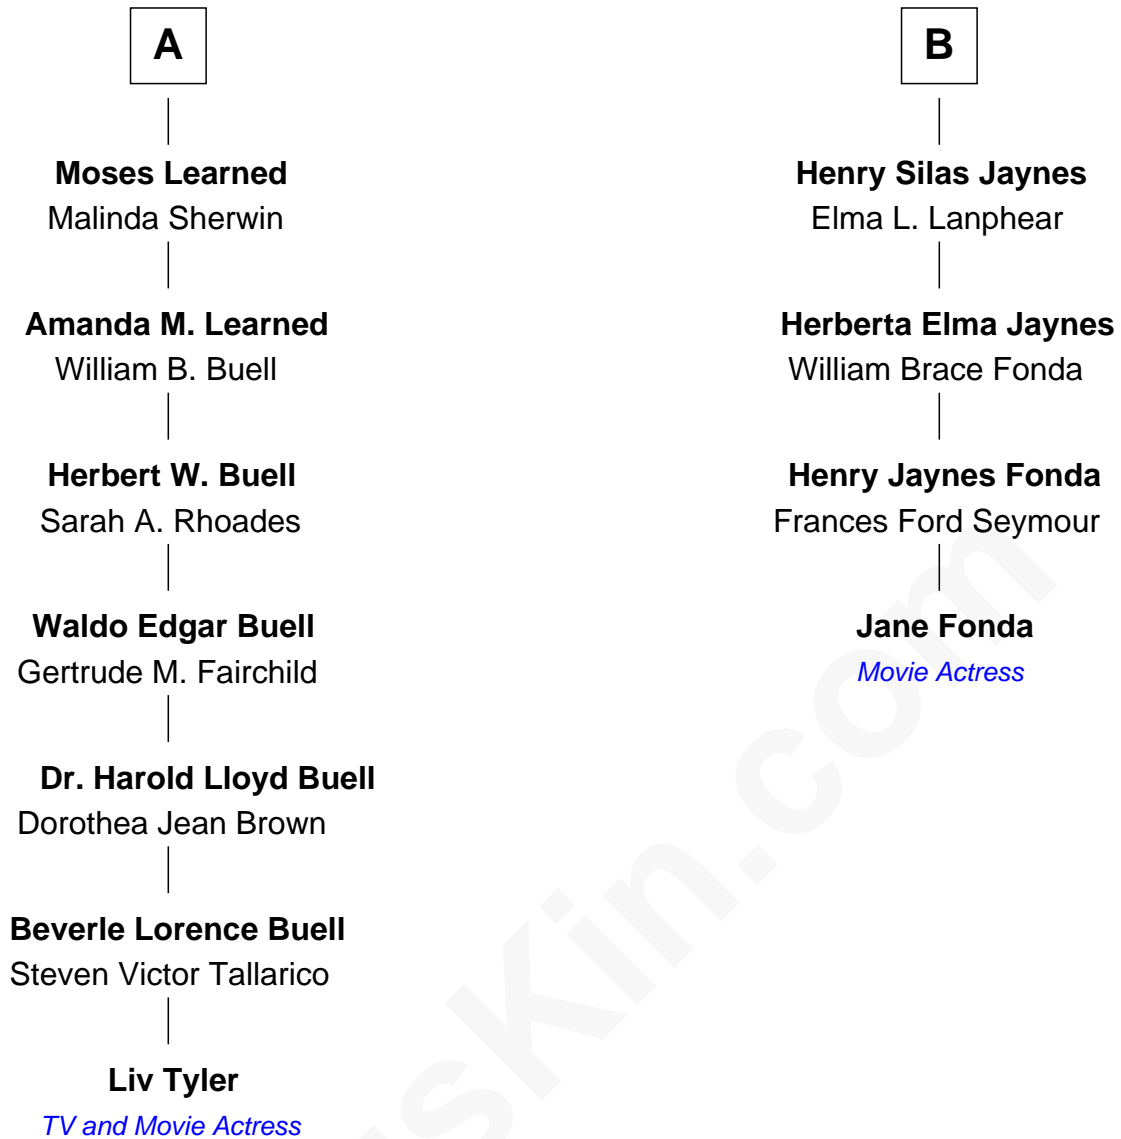 A
Moses Learned
Malinda Sherwin
Amanda M. Learned
William B. Buell
Herbert W. Buell
Sarah A. Rhoades
Waldo Edgar Buell
Gertrude M. Fairchild
Dr. Harold Lloyd Buell
Dorothea Jean Brown
Beverle Lorence Buell
Steven Victor Tallarico
Liv Tyler
TV and Movie Actress
B
Henry Silas Jaynes
Elma L. Lanphear
Herberta Elma Jaynes
William Brace Fonda
Henry Jaynes Fonda
Frances Ford Seymour
Jane Fonda
Movie Actress